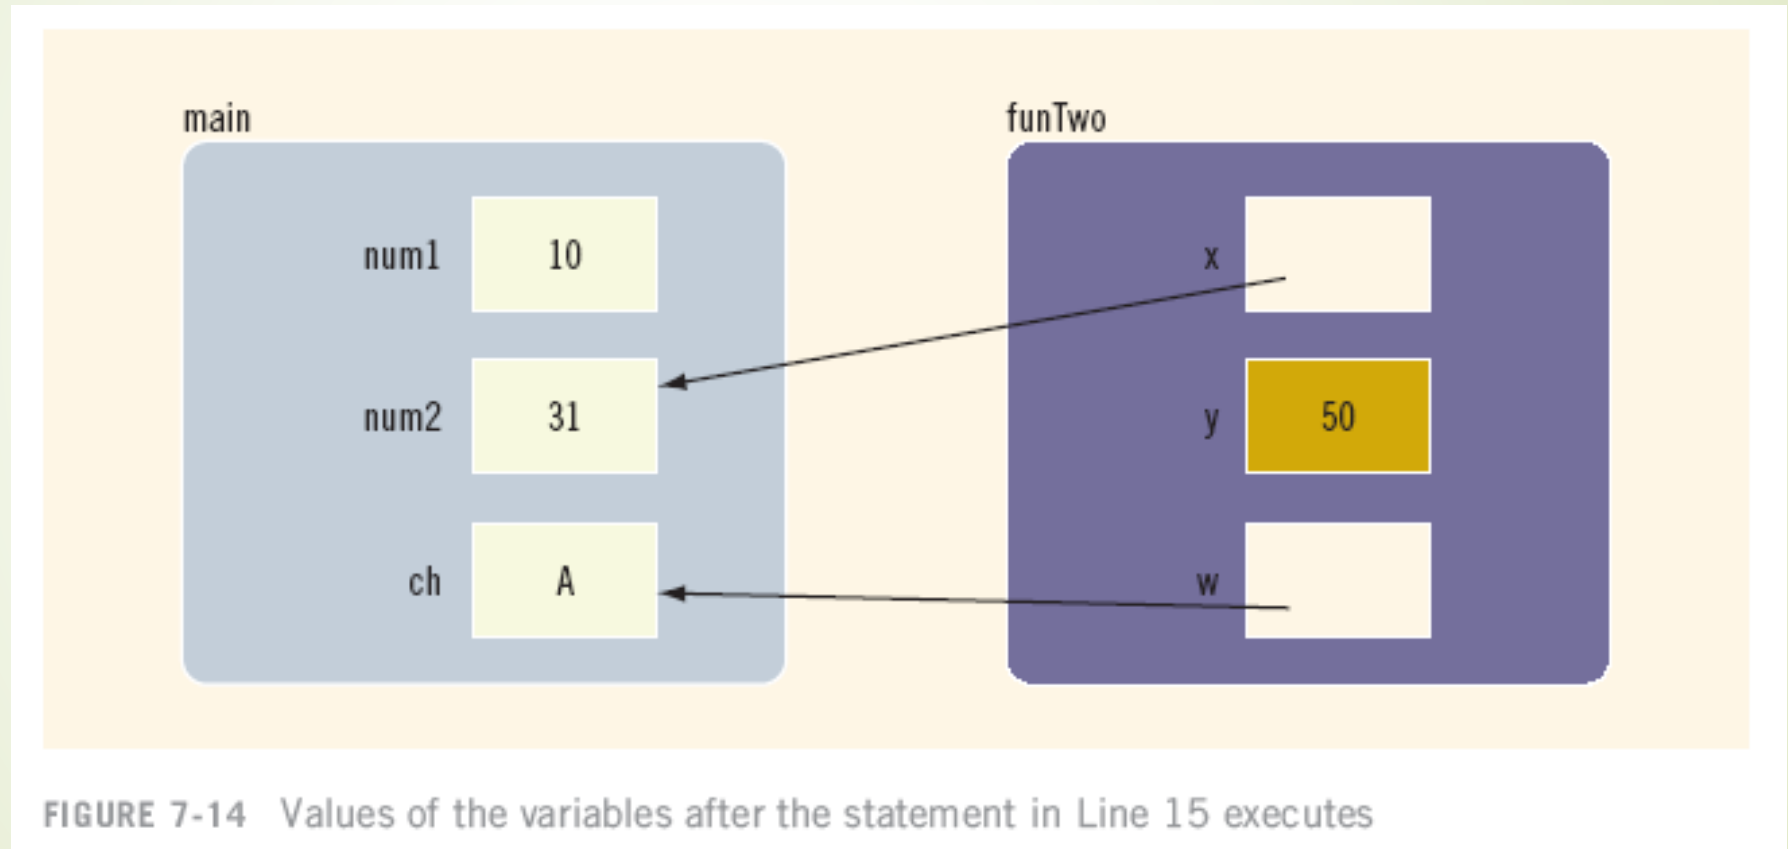 main
funTwo
num1 10
x
num2 31
y 50
ch A
w
FIGURE 7-14 Values of the variables after the statement in Line 15 executes